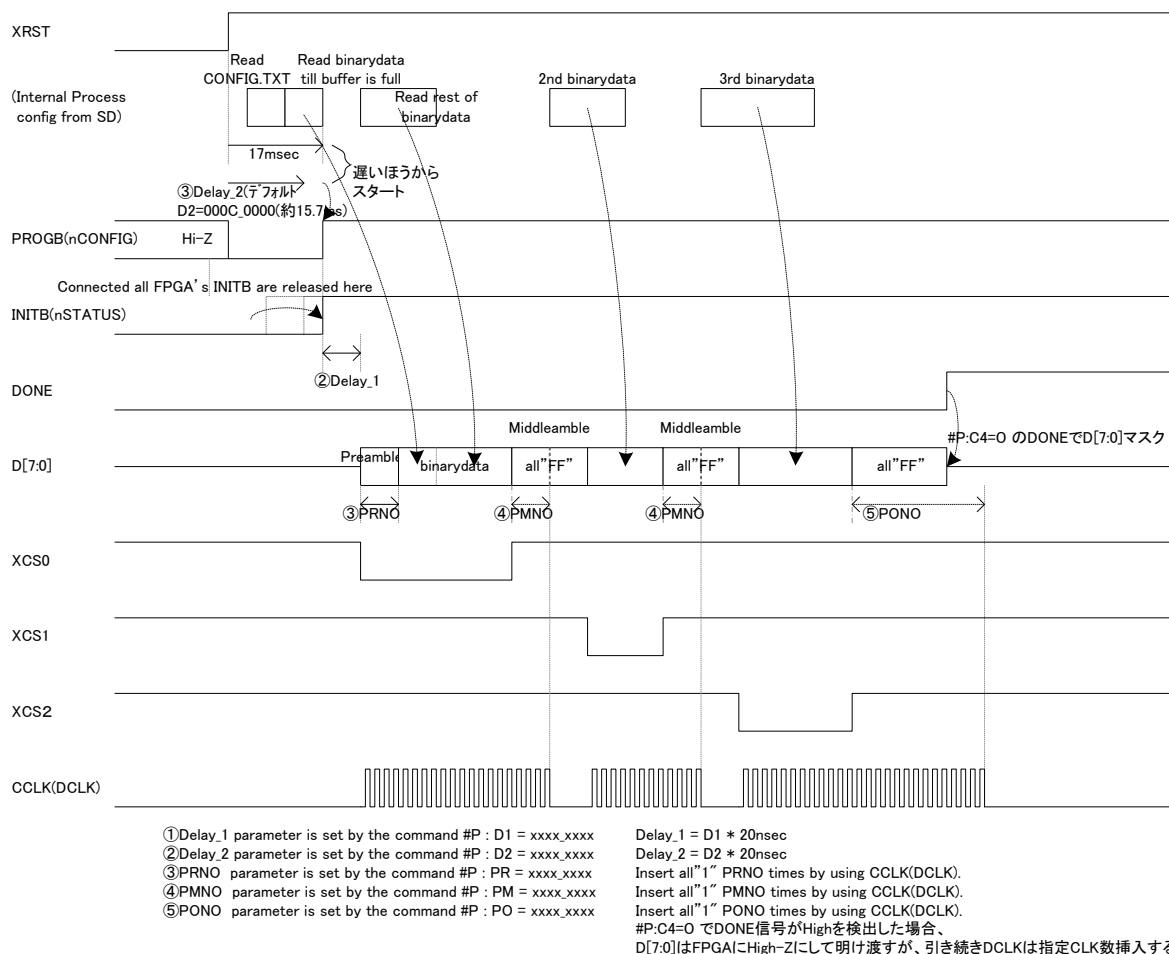 XRST
Read
CONFIG.TXT
Read binarydata
till buffer is full
2nd binarydata
3rd binarydata
(Internal Process
config from SD)
Read rest of
binarydata
17msec
遅いほうから
スタート
③Delay_2(デフォルト
D2=000C_0000(約15.7ms)
PROGB(nCONFIG)
Hi-Z
Connected all FPGA's INITB are released here
INITB(nSTATUS)
②Delay_1
DONE
Middleamble
Middleamble
#P:C4=O のDONEでD[7:0]マスク
D[7:0]
Preamble
binarydata
all"FF"
all"FF"
all"FF"
③PRNO
④PMNO
④PMNO
⑤PONO
XCS0
XCS1
XCS2
CCLK(DCLK)
①Delay_1 parameter is set by the command #P : D1 = xxxx_xxxx Delay_1 = D1 * 20nsec
②Delay_2 parameter is set by the command #P : D2 = xxxx_xxxx Delay_2 = D2 * 20nsec
③PRNO parameter is set by the command #P : PR = xxxx_xxxx Insert all"1" PRNO times by using CCLK(DCLK).
④PMNO parameter is set by the command #P : PM = xxxx_xxxx Insert all"1" PMNO times by using CCLK(DCLK).
⑤PONO parameter is set by the command #P : PO = xxxx_xxxx Insert all"1" PONO times by using CCLK(DCLK).
#P:C4=O でDONE信号がHighを検出した場合、
D[7:0]はFPGAにHigh-Zにして明け渡すが、引き続きDCLKは指定CLK数挿入する